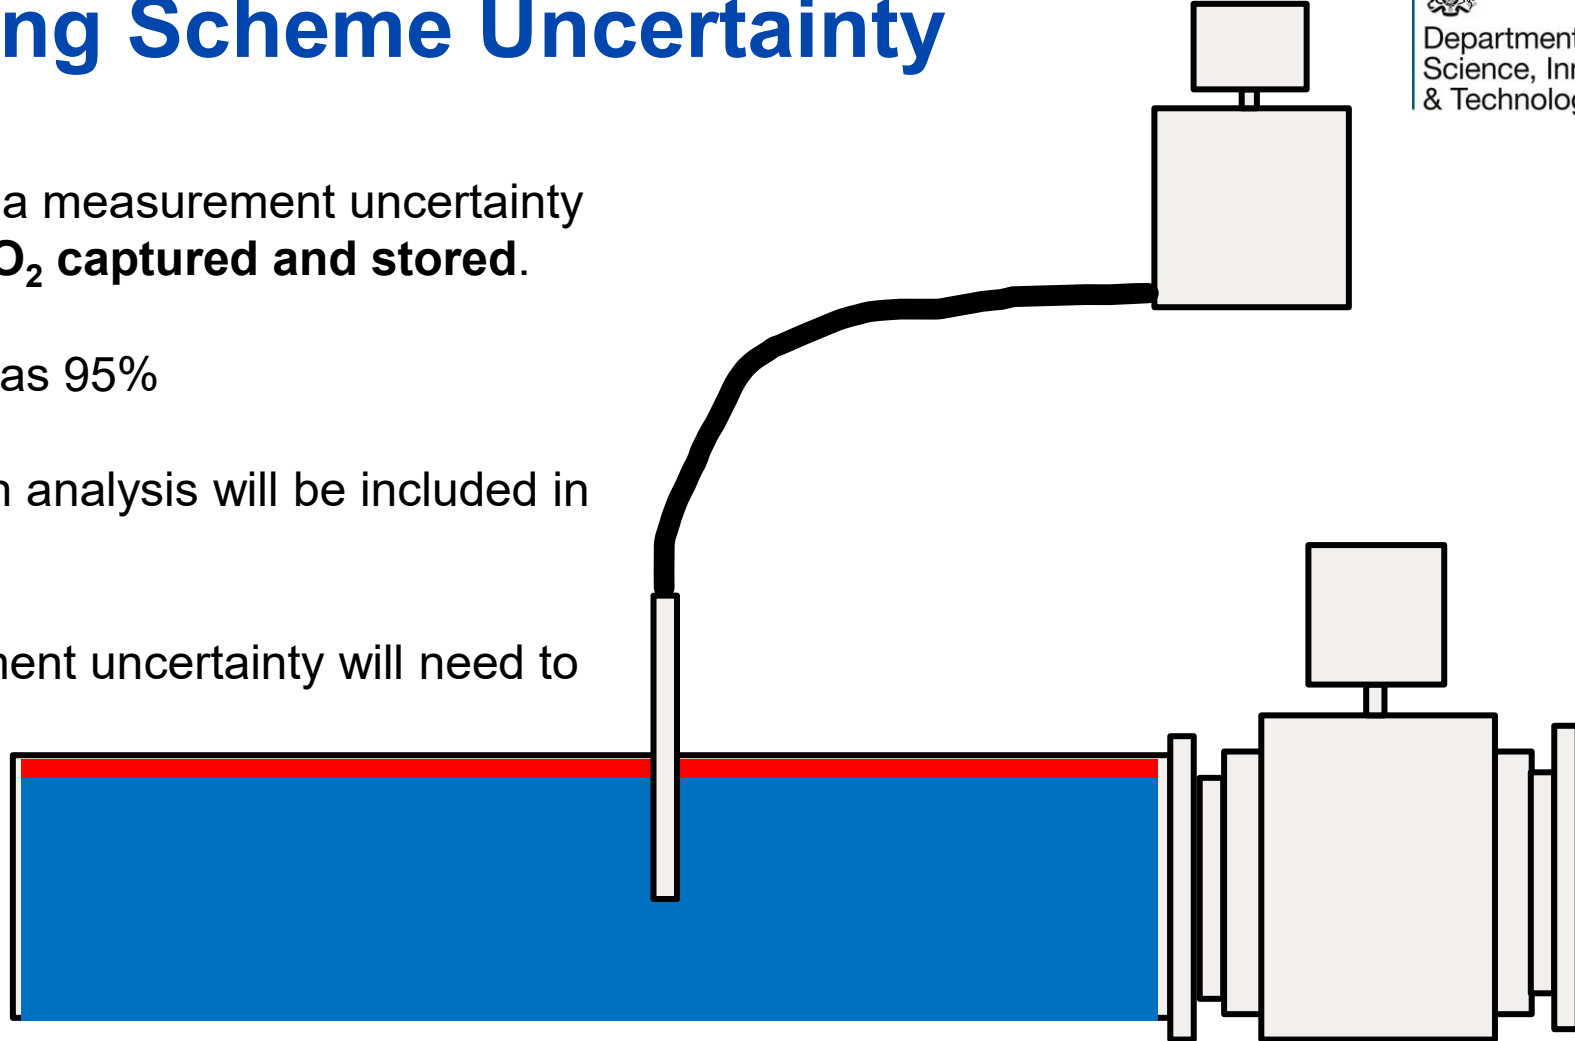 ng Scheme Uncertainty
Department
Science, Inn
& Technolog
a measurement uncertainty
O₂ captured and stored.
as 95%
n analysis will be included in
ment uncertainty will need to